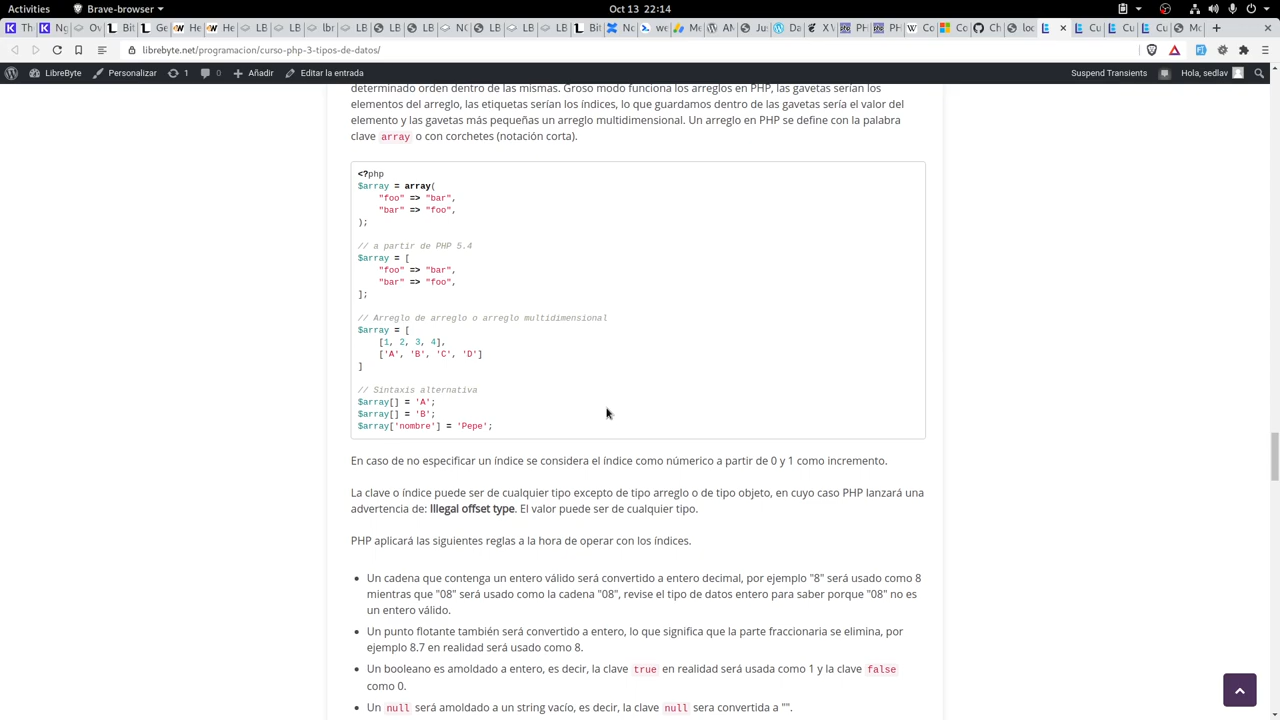 Activities
Brave-browser
Oct 13 22:14
librebyte.net/programacion/curso-php-3-tipos-de-datos/
LibreByte
Personalizar
1
0
Añadir
Editar la entrada
Suspend Transients
Hola, sedlav
determinado orden dentro de las mismas. Groso modo funciona los arreglos en PHP, las gavetas serían los
elementos del arreglo, las etiquetas serían los índices, lo que guardamos dentro de las gavetas sería el valor del
elemento y las gavetas más pequeñas un arreglo multidimensional. Un arreglo en PHP se define con la palabra
clave array o con corchetes (notación corta).
<?php
$array = array(
"foo" => "bar",
"bar" => "foo",
);
// a partir de PHP 5.4
$array = [
"foo" => "bar",
"bar" => "foo",
];
// Arreglo de arreglo o arreglo multidimensional
$array = [
[1, 2, 3, 4],
['A', 'B', 'C', 'D']
]
// Sintaxis alternativa
$array[] = 'A';
$array[] = 'B';
$array['nombre'] = 'Pepe';
En caso de no especificar un índice se considera el índice como númerico a partir de 0 y 1 como incremento.
La clave o índice puede ser de cualquier tipo excepto de tipo arreglo o de tipo objeto, en cuyo caso PHP lanzará una
advertencia de: Illegal offset type. El valor puede ser de cualquier tipo.
PHP aplicará las siguientes reglas a la hora de operar con los índices.
Un cadena que contenga un entero válido será convertido a entero decimal, por ejemplo "8" será usado como 8
mientras que "08" será usado como la cadena "08", revise el tipo de datos entero para saber porque "08" no es
un entero válido.
Un punto flotante también será convertido a entero, lo que significa que la parte fraccionaria se elimina, por
ejemplo 8.7 en realidad será usado como 8.
Un booleano es amoldado a entero, es decir, la clave true en realidad será usada como 1 y la clave false
como 0.
Un null será amoldado a un string vacío, es decir, la clave null sera convertida a "".